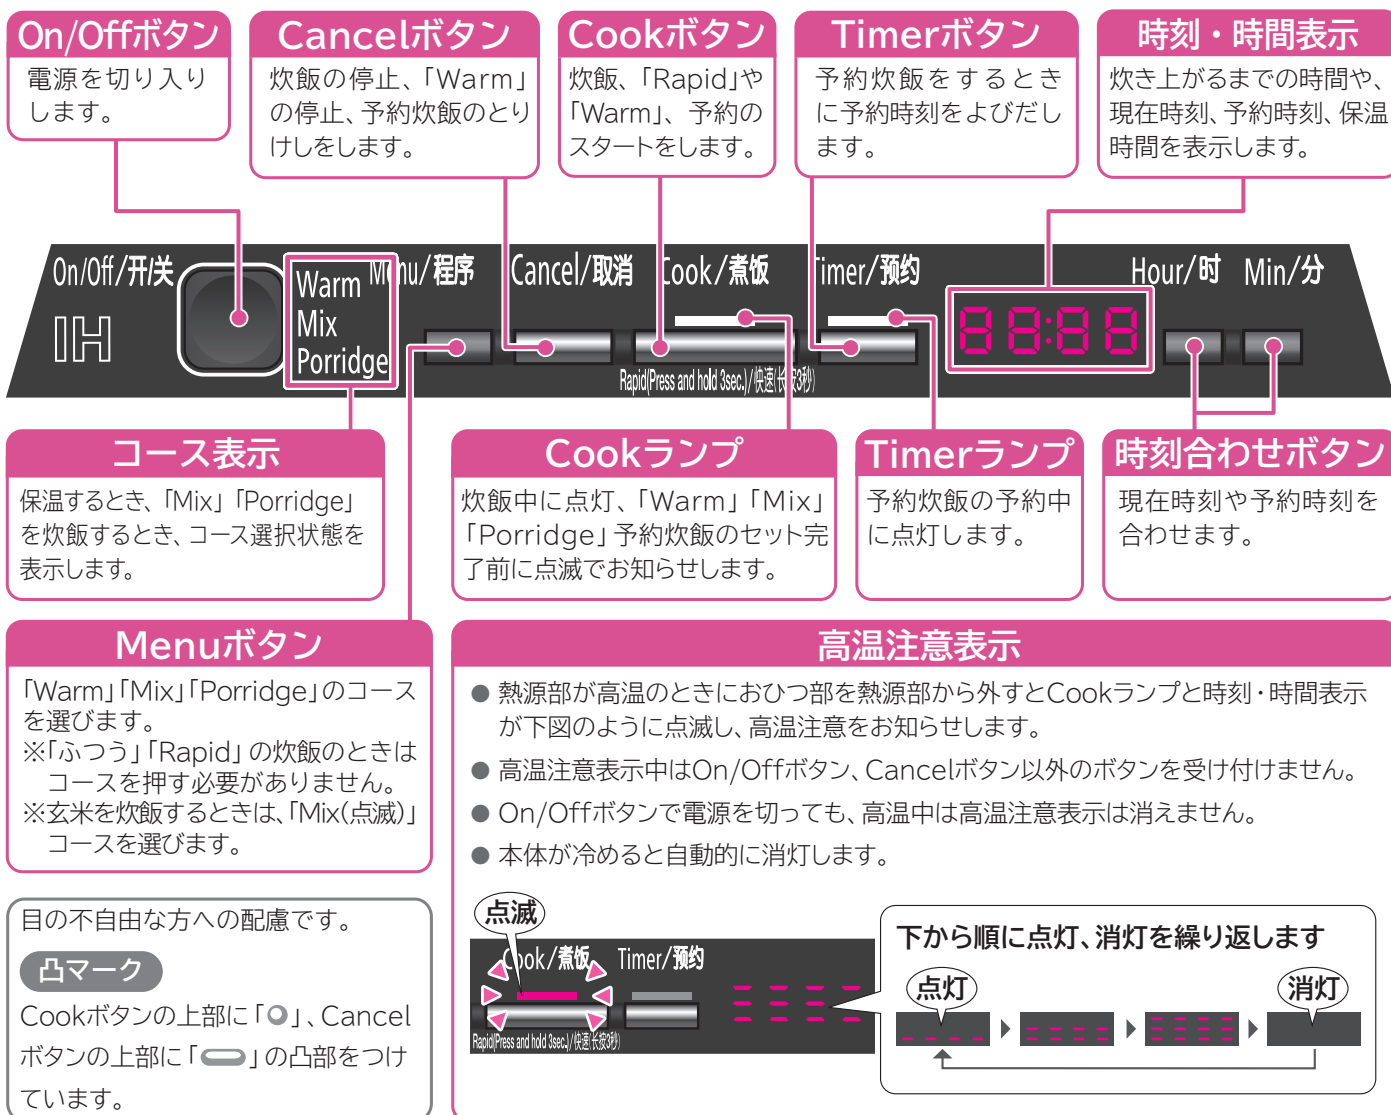 On/Offボタン
電源を切り入り
します。
Cancelボタン
炊飯の停止、「Warm」
の停止、予約炊飯のとり
けしをします。
Cookボタン
炊飯、「Rapid」や
「Warm」、予約の
スタートをします。
Timerボタン
予約炊飯をするとき
に予約時刻をよびだし
ます。
時刻・時間表示
炊き上がるまでの時間や、
現在時刻、予約時刻、保温
時間を表示します。
On/Off/开/关
IH
Warm
Mix
Porridge
Menu/程序
Cancel/取消
Cook/煮饭
Rapid(Press and hold 3sec.)/快速(长按3秒)
Timer/预约
88:88
Hour/时
Min/分
コース表示
保温するとき、「Mix」「Porridge」
を炊飯するとき、コース選択状態を
表示します。
Cookランプ
炊飯中に点灯、「Warm」「Mix」
「Porridge」予約炊飯のセット完
了前に点滅でお知らせします。
Timerランプ
予約炊飯の予約中
に点灯します。
時刻合わせボタン
現在時刻や予約時刻を
合わせます。
Menuボタン
「Warm」「Mix」「Porridge」のコース
を選びます。
※「ふつう」「Rapid」の炊飯のときは
コースを押す必要がありません。
※玄米を炊飯するときは、「Mix(点滅)」
コースを選びます。
目の不自由な方への配慮です。
凸マーク
Cookボタンの上部に「○」、Cancel
ボタンの上部に「⬭」の凸部をつけ
ています。
高温注意表示
● 熱源部が高温のときにおひつ部を熱源部から外すとCookランプと時刻・時間表示
が下図のように点滅し、高温注意をお知らせします。
● 高温注意表示中はOn/Offボタン、Cancelボタン以外のボタンを受け付けません。
● On/Offボタンで電源を切っても、高温中は高温注意表示は消えません。
● 本体が冷めると自動的に消灯します。
点滅
Cook/煮饭
Timer/预约
Rapid(Press and hold 3sec.)/快速(长按3秒)
下から順に点灯、消灯を繰り返します
点灯
消灯